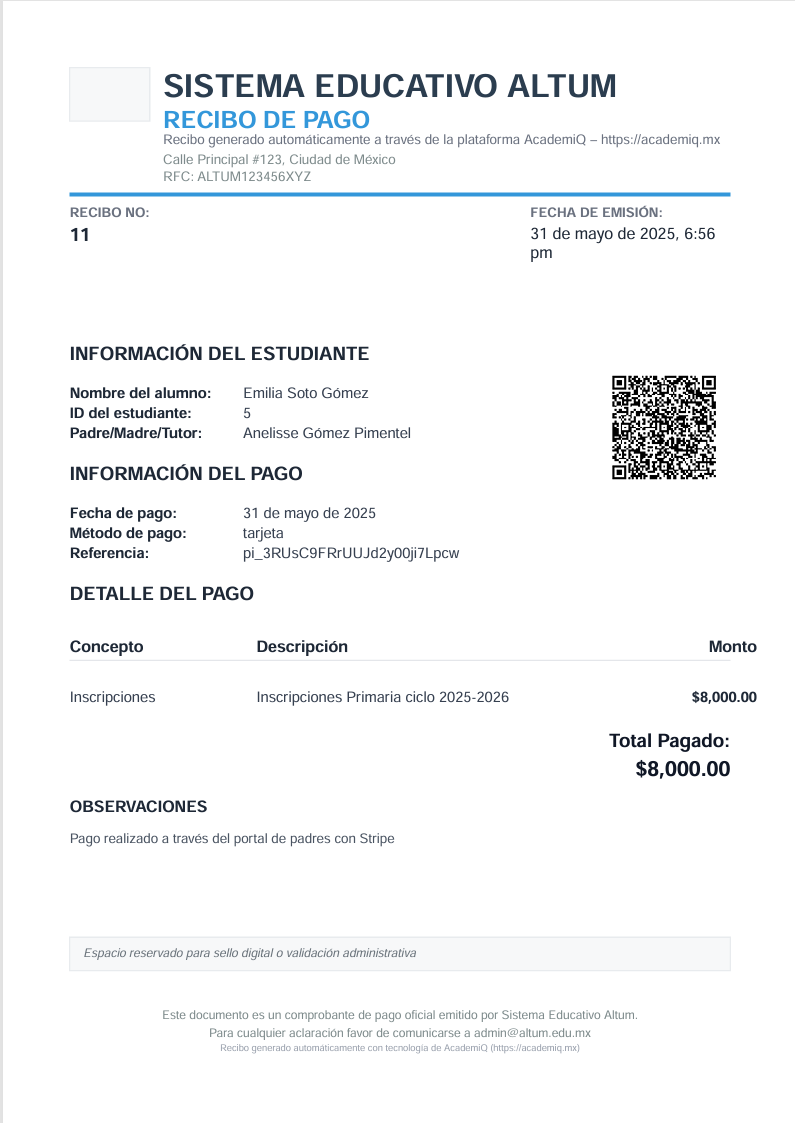 SISTEMA EDUCATIVO ALTUM
RECIBO DE PAGO
Recibo generado automáticamente a través de la plataforma AcademiQ – https://academiq.mx
Calle Principal #123, Ciudad de México
RFC: ALTUM123456XYZ
RECIBO NO:
11
FECHA DE EMISIÓN:
31 de mayo de 2025, 6:56
pm
INFORMACIÓN DEL ESTUDIANTE
Nombre del alumno: Emilia Soto Gómez
ID del estudiante: 5
Padre/Madre/Tutor: Anelisse Gómez Pimentel
INFORMACIÓN DEL PAGO
Fecha de pago: 31 de mayo de 2025
Método de pago: tarjeta
Referencia: pi_3RUsC9FRrUUJd2y00ji7Lpcw
DETALLE DEL PAGO
Concepto Descripción Monto
Inscripciones Inscripciones Primaria ciclo 2025-2026 $8,000.00
Total Pagado:
$8,000.00
OBSERVACIONES
Pago realizado a través del portal de padres con Stripe
Espacio reservado para sello digital o validación administrativa
Este documento es un comprobante de pago oficial emitido por Sistema Educativo Altum.
Para cualquier aclaración favor de comunicarse a admin@altum.edu.mx
Recibo generado automáticamente con tecnología de AcademiQ (https://academiq.mx)